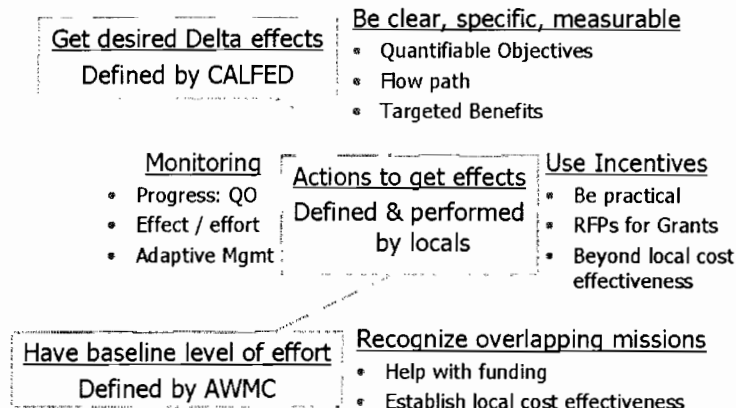 Get desired Delta effects
Defined by CALFED
Be clear, specific, measurable
• Quantifiable Objectives
• Flow path
• Targeted Benefits
Monitoring
• Progress: QO
• Effect / effort
• Adaptive Mgmt
Actions to get effects
Defined & performed
by locals
Use Incentives
• Be practical
• RFPs for Grants
• Beyond local cost
effectiveness
Have baseline level of effort
Defined by AWMC
Recognize overlapping missions
• Help with funding
• Establish local cost effectiveness